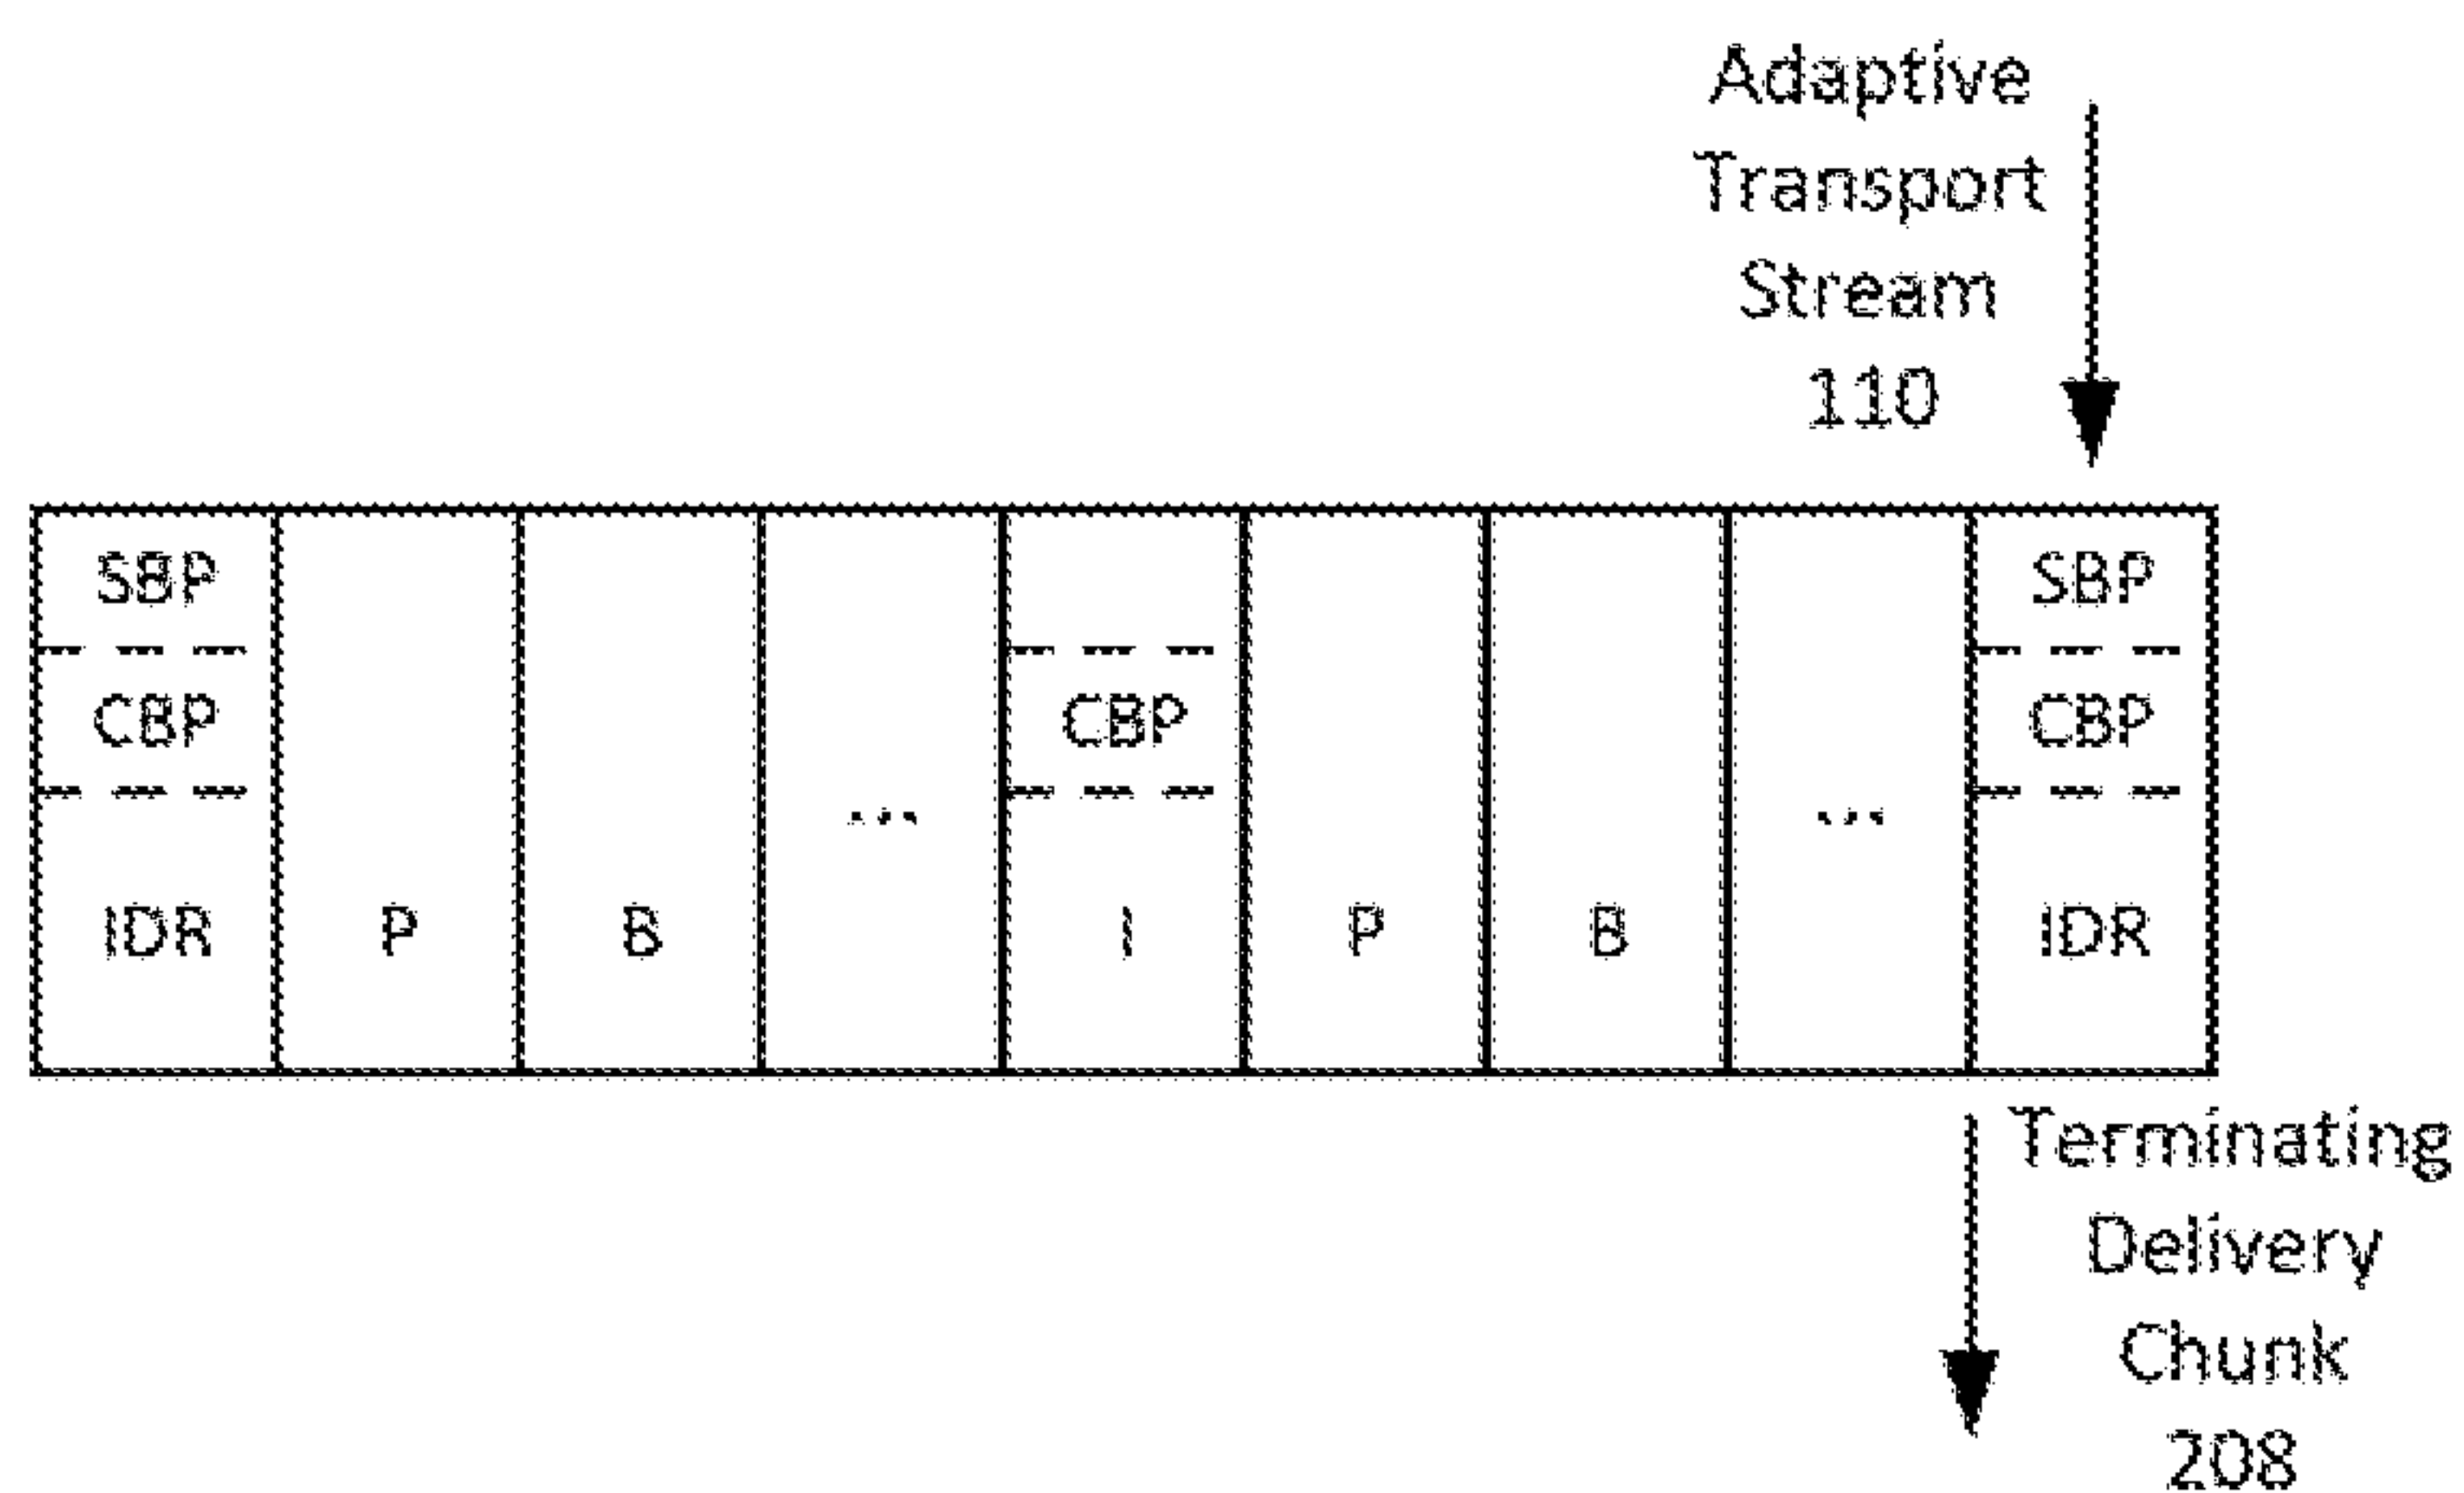 Adaptive
Transport
Stream
110
SBP SBP
CBP CBP CBP
... ...
IDR P B I P B IDR
Terminating
Delivery
Chunk
208